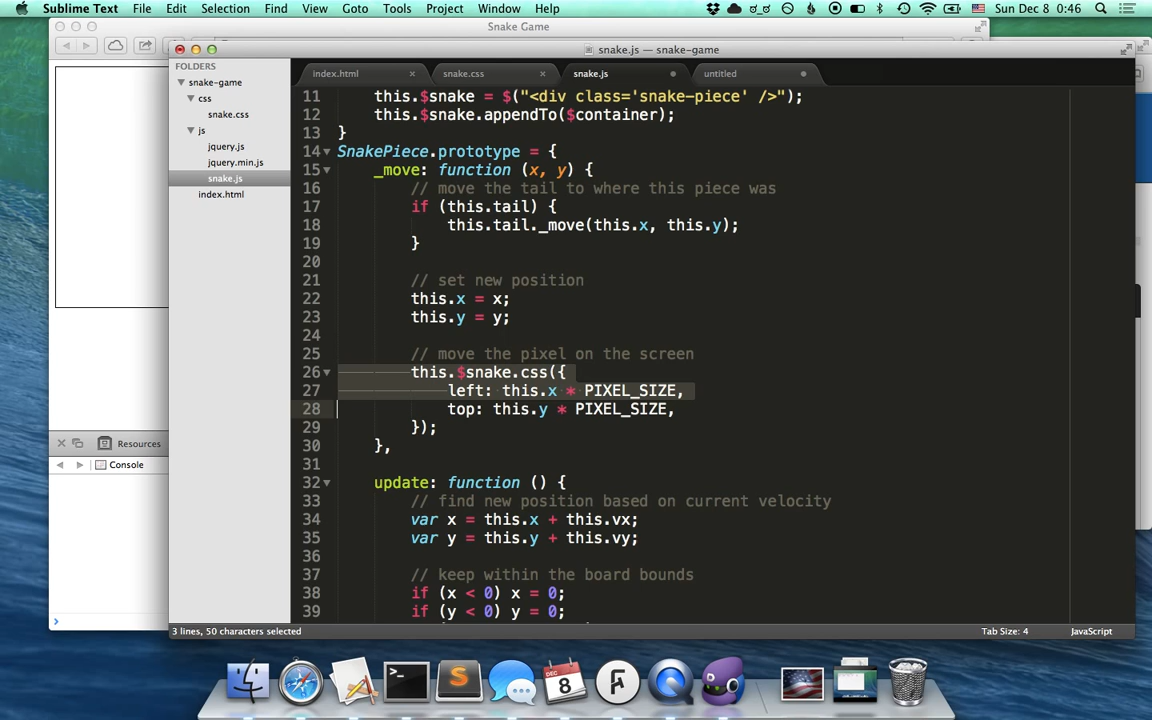 Sublime Text File Edit Selection Find View Goto Tools Project Window Help Sun Dec 8 0:46
Snake Game
snake.js — snake-game
FOLDERS
snake-game
css
snake.css
js
jquery.js
jquery.min.js
snake.js
index.html
index.html snake.css snake.js untitled
11 this.$snake = $("<div class='snake-piece' />");
12 this.$snake.appendTo($container);
13 }
14 SnakePiece.prototype = {
15 _move: function (x, y) {
16 // move the tail to where this piece was
17 if (this.tail) {
18 this.tail._move(this.x, this.y);
19 }
20
21 // set new position
22 this.x = x;
23 this.y = y;
24
25 // move the pixel on the screen
26 this.$snake.css({
27 left: this.x * PIXEL_SIZE,
28 top: this.y * PIXEL_SIZE,
29 });
30 },
31
32 update: function () {
33 // find new position based on current velocity
34 var x = this.x + this.vx;
35 var y = this.y + this.vy;
36
37 // keep within the board bounds
38 if (x < 0) x = 0;
39 if (y < 0) y = 0;
Resources
Console
3 lines, 50 characters selected Tab Size: 4 JavaScript
DEC
8